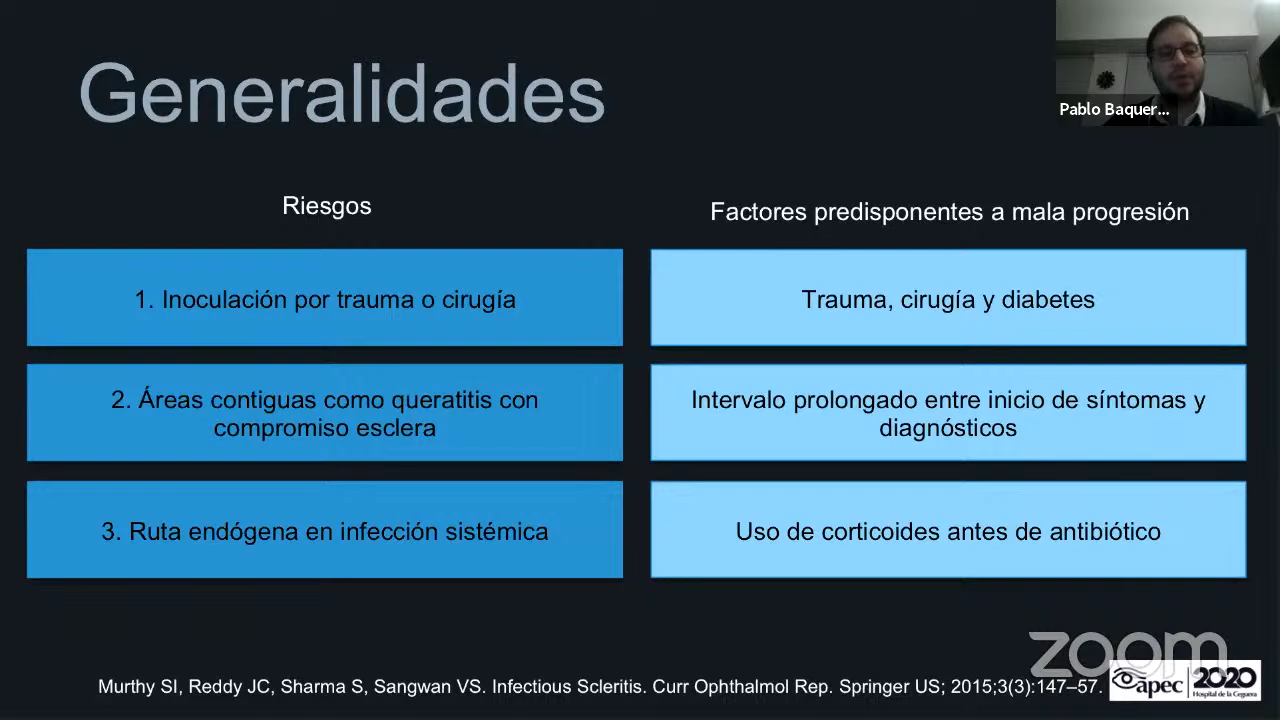 Generalidades
Pablo Baquer...
Riesgos
Factores predisponentes a mala progresión
1. Inoculación por trauma o cirugía
Trauma, cirugía y diabetes
2. Áreas contiguas como queratitis con
compromiso esclera
Intervalo prolongado entre inicio de síntomas y
diagnósticos
3. Ruta endógena en infección sistémica
Uso de corticoides antes de antibiótico
zoom
Murthy SI, Reddy JC, Sharma S, Sangwan VS. Infectious Scleritis. Curr Ophthalmol Rep. Springer US; 2015;3(3):147–57.
apec 2020
Hospital de la Ceguera